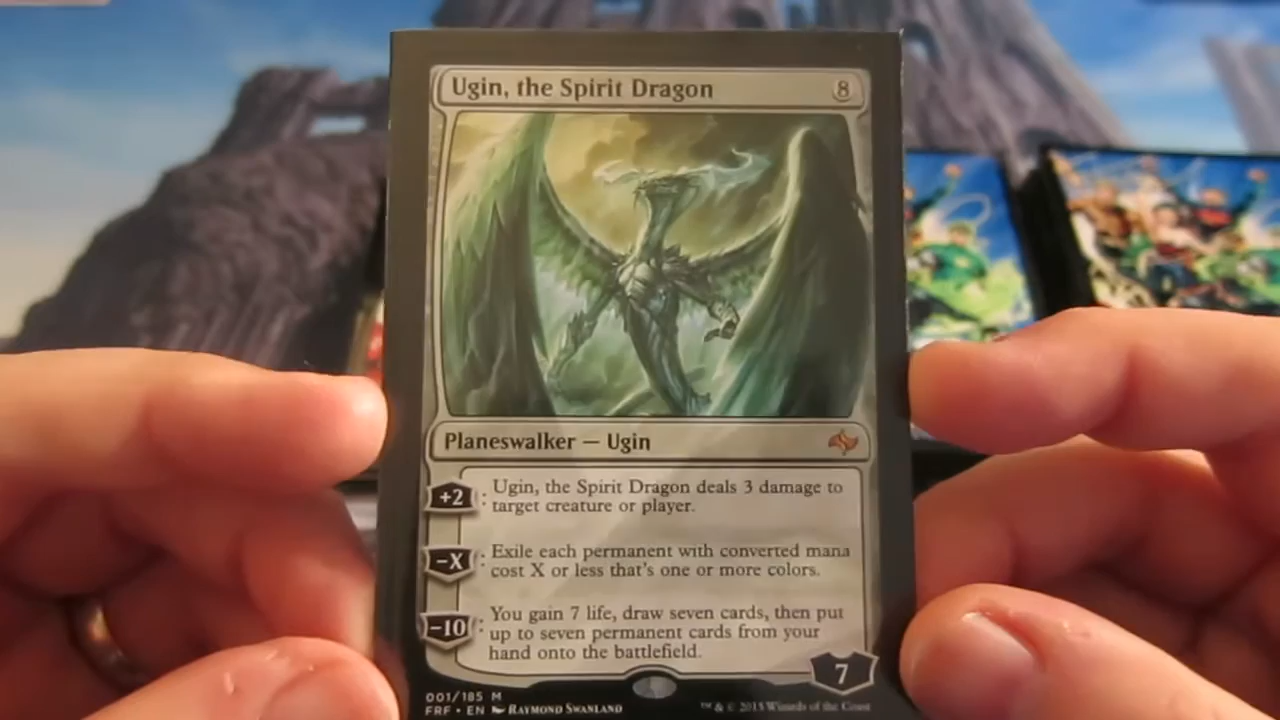 Ugin, the Spirit Dragon 8
Planeswalker — Ugin
+2: Ugin, the Spirit Dragon deals 3 damage to
target creature or player.
-X: Exile each permanent with converted mana
cost X or less that's one or more colors.
-10: You gain 7 life, draw seven cards, then put
up to seven permanent cards from your
hand onto the battlefield.
7
001/185 M
FRF • EN Raymond Swanland ™ & © 2015 Wizards of the Coast